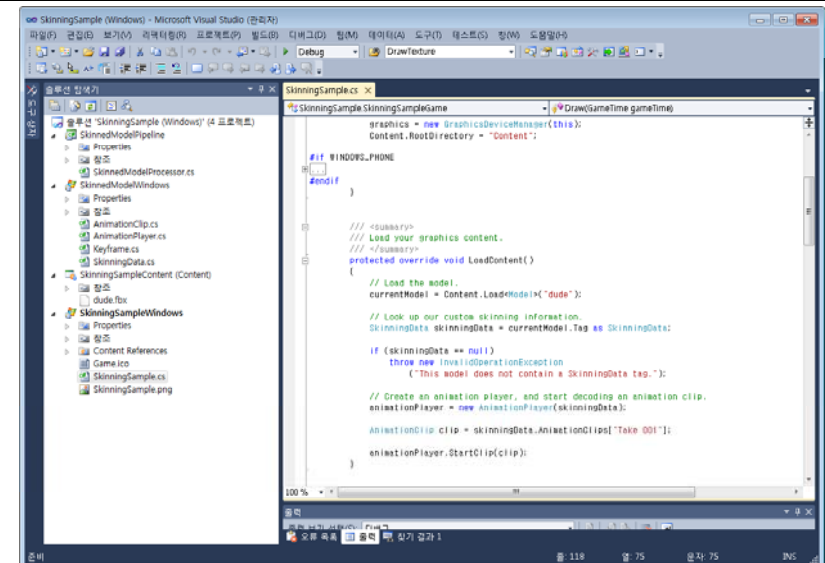 SkinningSample (Windows) - Microsoft Visual Studio (관리자)
파일(F) 편집(E) 보기(V) 리팩터링(R) 프로젝트(P) 빌드(B) 디버그(D) 팀(M) 데이터(A) 도구(T) 테스트(S) 창(W) 도움말(H)
Debug DrawTexture
솔루션 탐색기
솔루션 'SkinningSample (Windows)' (4 프로젝트)
SkinnedModelPipeline
Properties
참조
SkinnedModelProcessor.cs
SkinnedModelWindows
Properties
참조
AnimationClip.cs
AnimationPlayer.cs
Keyframe.cs
SkinningData.cs
SkinningSampleContent (Content)
참조
dude.fbx
SkinningSampleWindows
Properties
참조
Content References
Game.ico
SkinningSample.cs
SkinningSample.png
도구 상자
SkinningSample.cs
SkinningSample.SkinningSampleGame Draw(GameTime gameTime)
graphics = new GraphicsDeviceManager(this);
Content.RootDirectory = "Content";
#if WINDOWS_PHONE
...
#endif
}
/// <summary>
/// Load your graphics content.
/// </summary>
protected override void LoadContent()
{
// Load the model.
currentModel = Content.Load<Model>("dude");
// Look up our custom skinning information.
SkinningData skinningData = currentModel.Tag as SkinningData;
if (skinningData == null)
throw new InvalidOperationException
("This model does not contain a SkinningData tag.");
// Create an animation player, and start decoding an animation clip.
animationPlayer = new AnimationPlayer(skinningData);
AnimationClip clip = skinningData.AnimationClips["Take 001"];
animationPlayer.StartClip(clip);
}
100 %
출력
오류 목록 출력 찾기 결과 1
준비 줄: 118 열: 75 문자: 75 INS